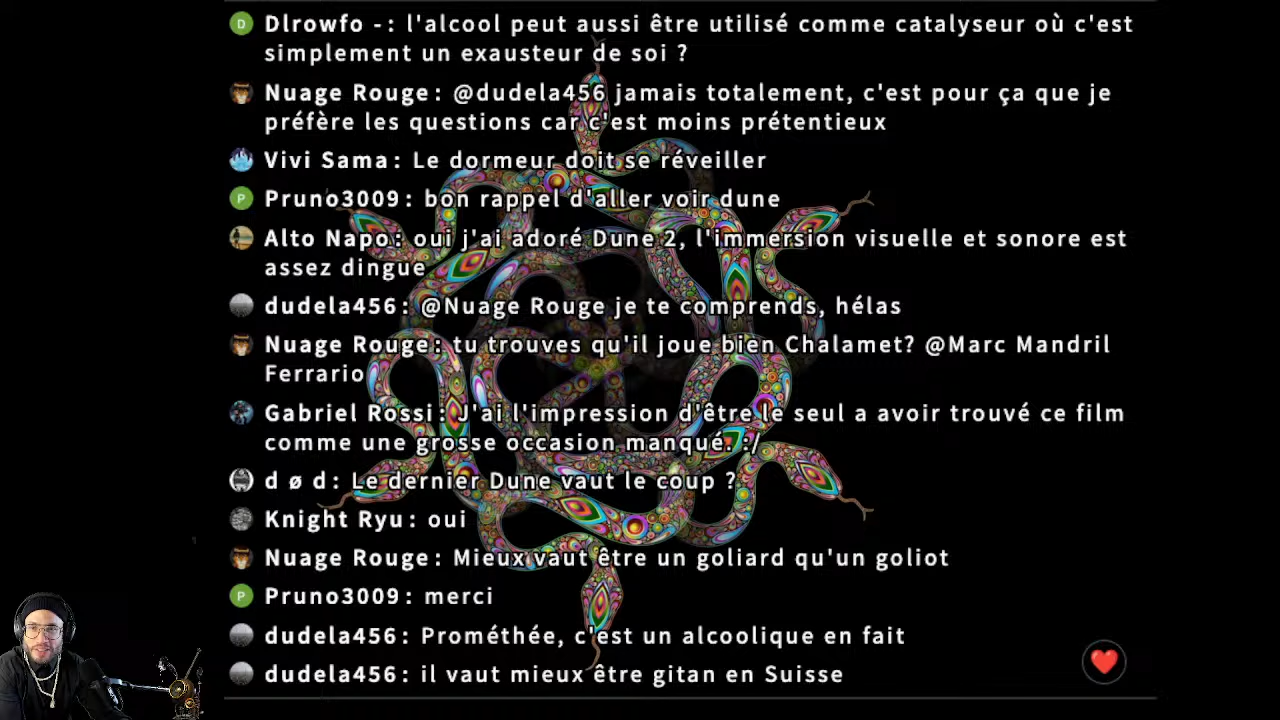 D Dlrowfo - : l'alcool peut aussi être utilisé comme catalyseur où c'est
simplement un exausteur de soi ?
Nuage Rouge : @dudela456 jamais totalement, c'est pour ça que je
préfère les questions car c'est moins prétentieux
Vivi Sama : Le dormeur doit se réveiller
P Pruno3009 : bon rappel d'aller voir dune
Alto Napo : oui j'ai adoré Dune 2, l'immersion visuelle et sonore est
assez dingue
dudela456 : @Nuage Rouge je te comprends, hélas
Nuage Rouge : tu trouves qu'il joue bien Chalamet? @Marc Mandril
Ferrario
Gabriel Rossi : J'ai l'impression d'être le seul a avoir trouvé ce film
comme une grosse occasion manqué. :/
d ø d : Le dernier Dune vaut le coup ?
Knight Ryu : oui
Nuage Rouge : Mieux vaut être un goliard qu'un goliot
P Pruno3009 : merci
dudela456 : Prométhée, c'est un alcoolique en fait
dudela456 : il vaut mieux être gitan en Suisse